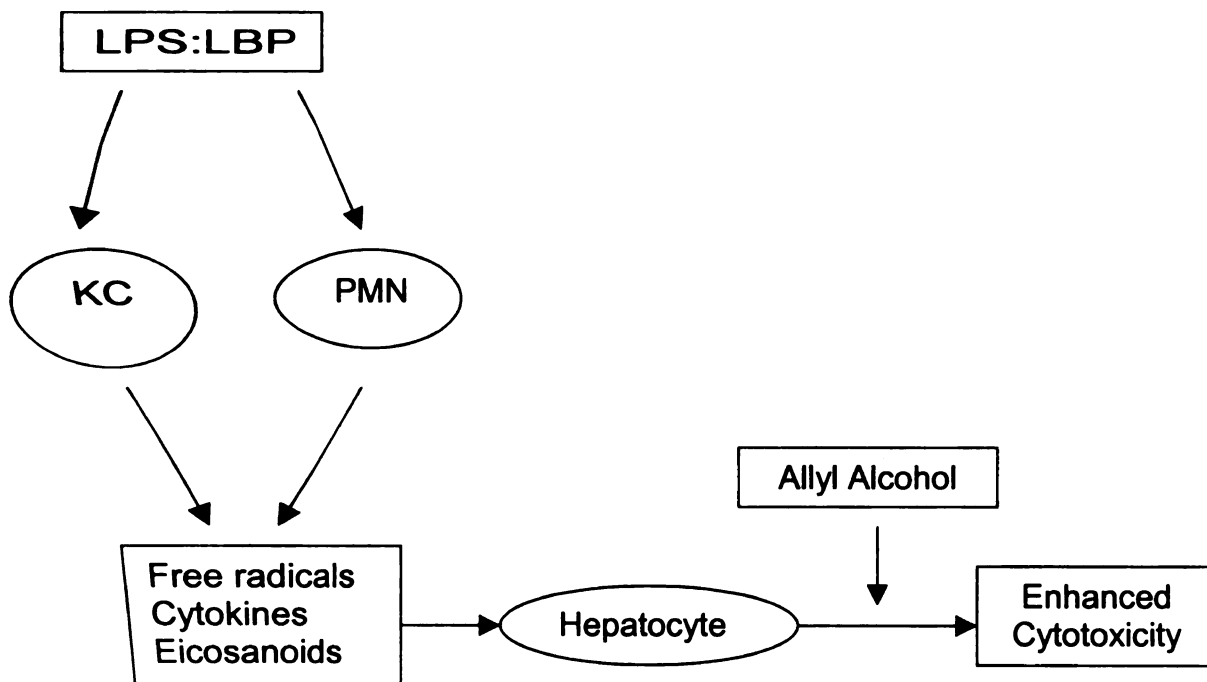 LPS:LBP
KC
PMN
Allyl Alcohol
Free radicals
Cytokines
Eicosanoids
Hepatocyte
Enhanced
Cytotoxicity